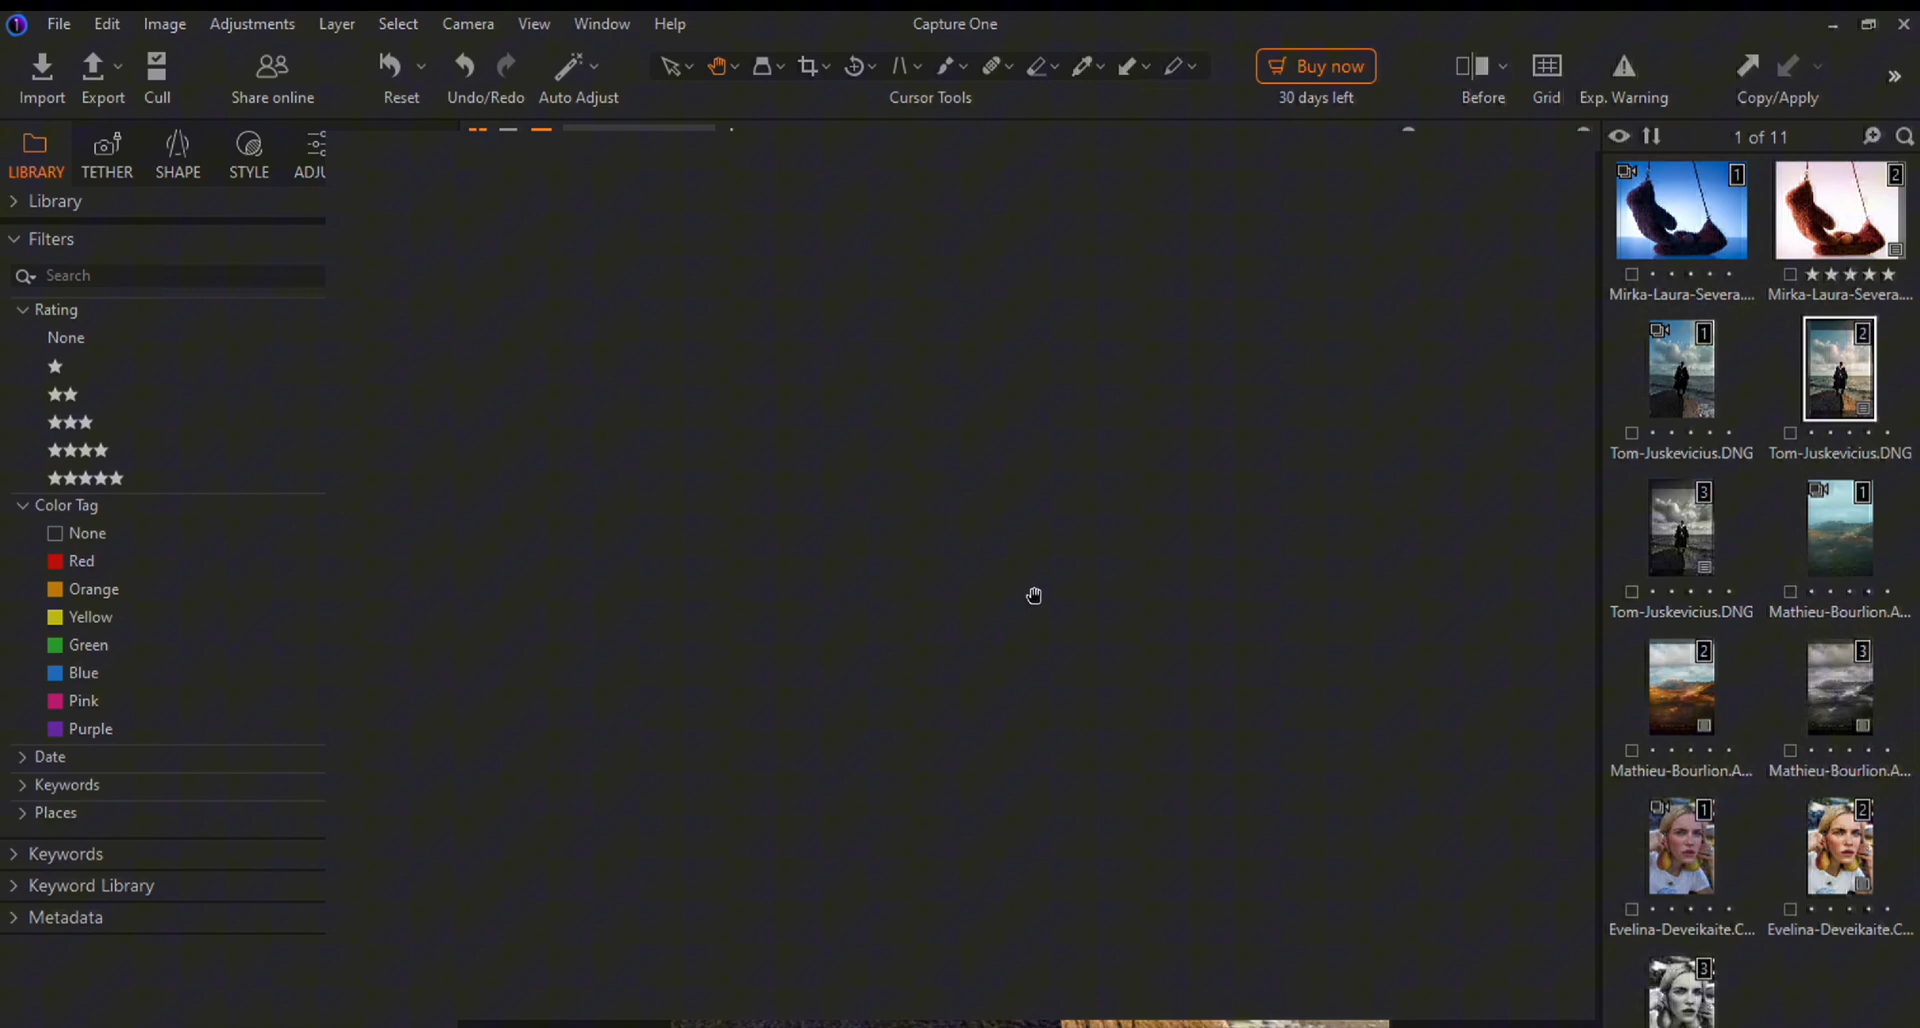 File Edit Image Adjustments Layer Select Camera View Window Help
Capture One
Import Export Cull Share online Reset Undo/Redo Auto Adjust Cursor Tools
Buy now
30 days left
Before Grid Exp. Warning Copy/Apply
LIBRARY TETHER SHAPE STYLE ADJU
1 of 11
Library
Filters
Search
Rating
None
Color Tag
None
Red
Orange
Yellow
Green
Blue
Pink
Purple
Date
Keywords
Places
Keywords
Keyword Library
Metadata
1 2
Mirka-Laura-Severa.... Mirka-Laura-Severa....
1 2
Tom-Juskevicius.DNG Tom-Juskevicius.DNG
3 1
Tom-Juskevicius.DNG Mathieu-Bourlion.A...
2 3
Mathieu-Bourlion.A... Mathieu-Bourlion.A...
1 2
Evelina-Deveikaite.C... Evelina-Deveikaite.C...
3